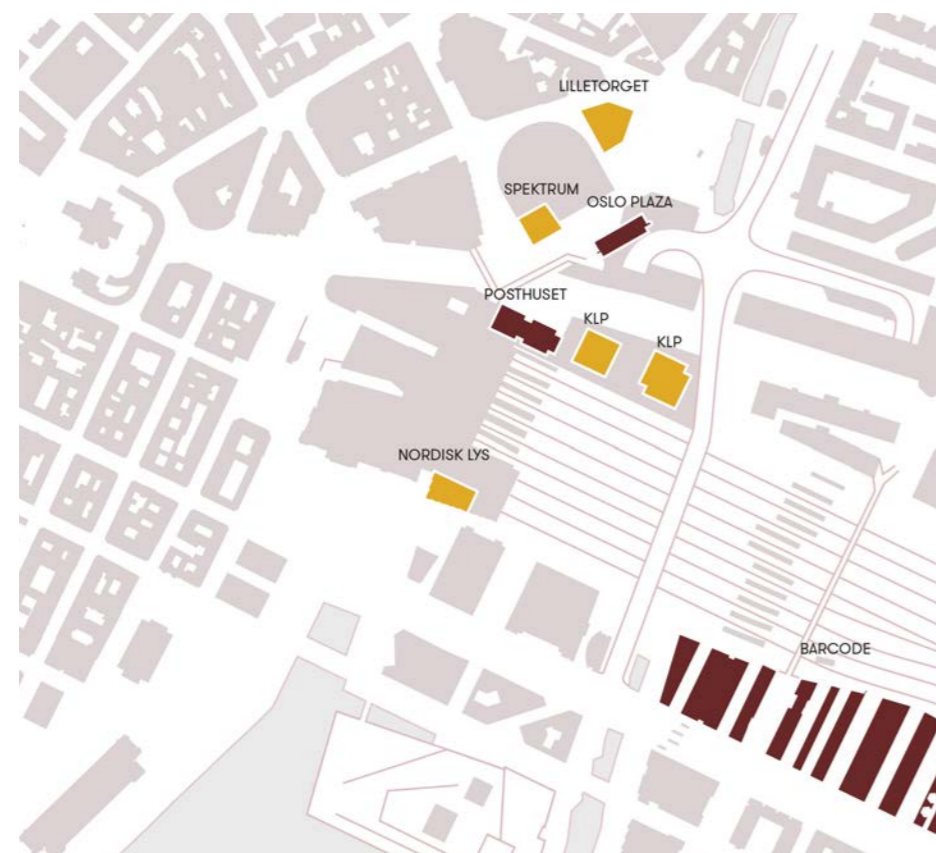 LILLETORGET
SPEKTRUM
OSLO PLAZA
POSTHUSET
KLP
KLP
NORDISK LYS
BARCODE